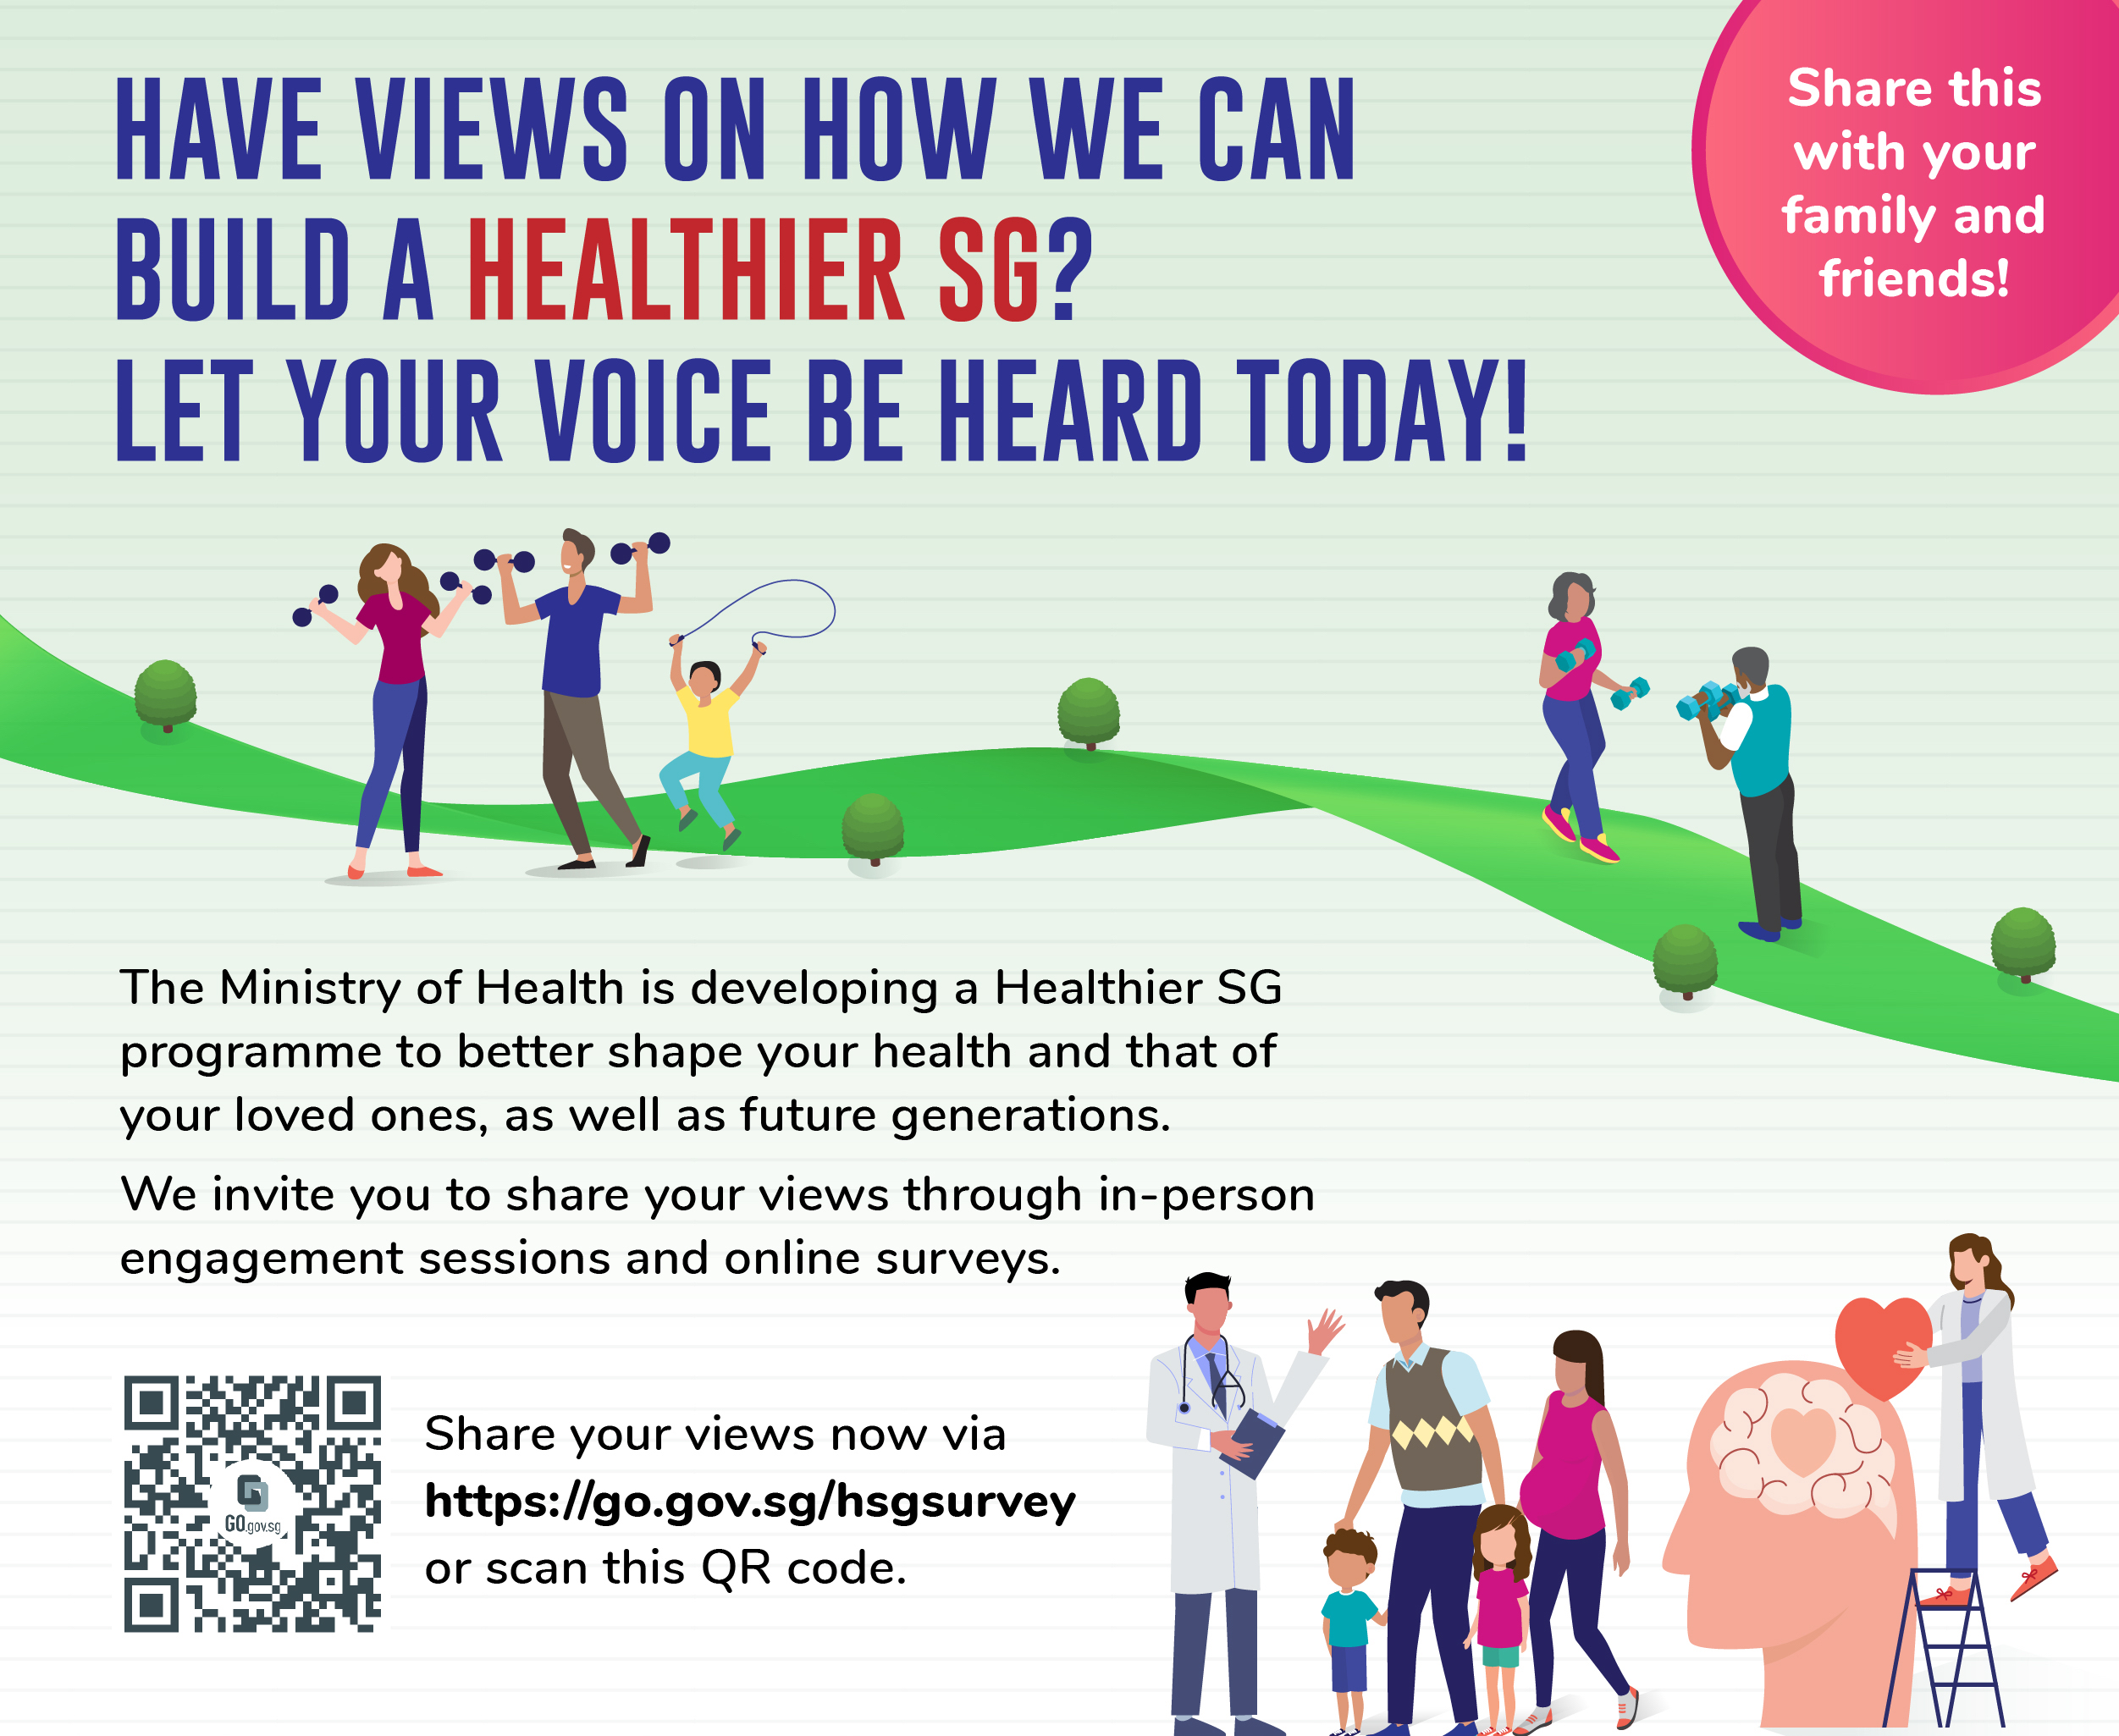 HAVE VIEWS ON HOW WE CAN
BUILD A HEALTHIER SG?
LET YOUR VOICE BE HEARD TODAY!
Share this
with your
family and
friends!
The Ministry of Health is developing a Healthier SG
programme to better shape your health and that of
your loved ones, as well as future generations.
We invite you to share your views through in-person
engagement sessions and online surveys.
GO.gov.sg
Share your views now via
https://go.gov.sg/hsgsurvey
or scan this QR code.